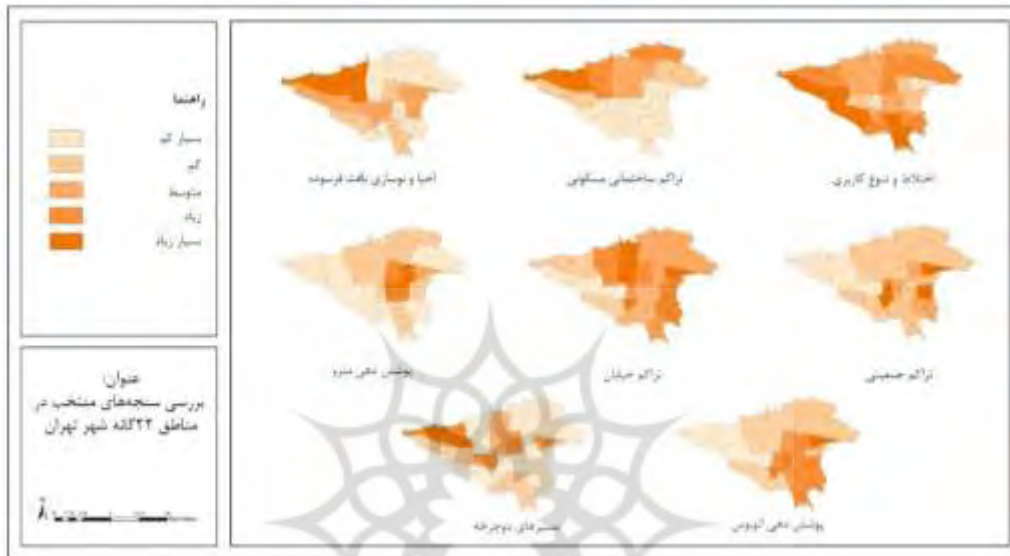 راهنما
بسیار کم
کم
متوسط
زیاد
بسیار زیاد
عنوان:
بررسی سنجه‌های منتخب در
مناطق ۲۲گانه شهر تهران
اختلاط و تنوع کاربری
تراکم ساختمانی مسکونی
احیا و نوسازی بافت فرسوده
تراکم جمعیتی
تراکم خیابان
پوشش دهی مترو
پوشش دهی اتوبوس
مسیرهای دوچرخه